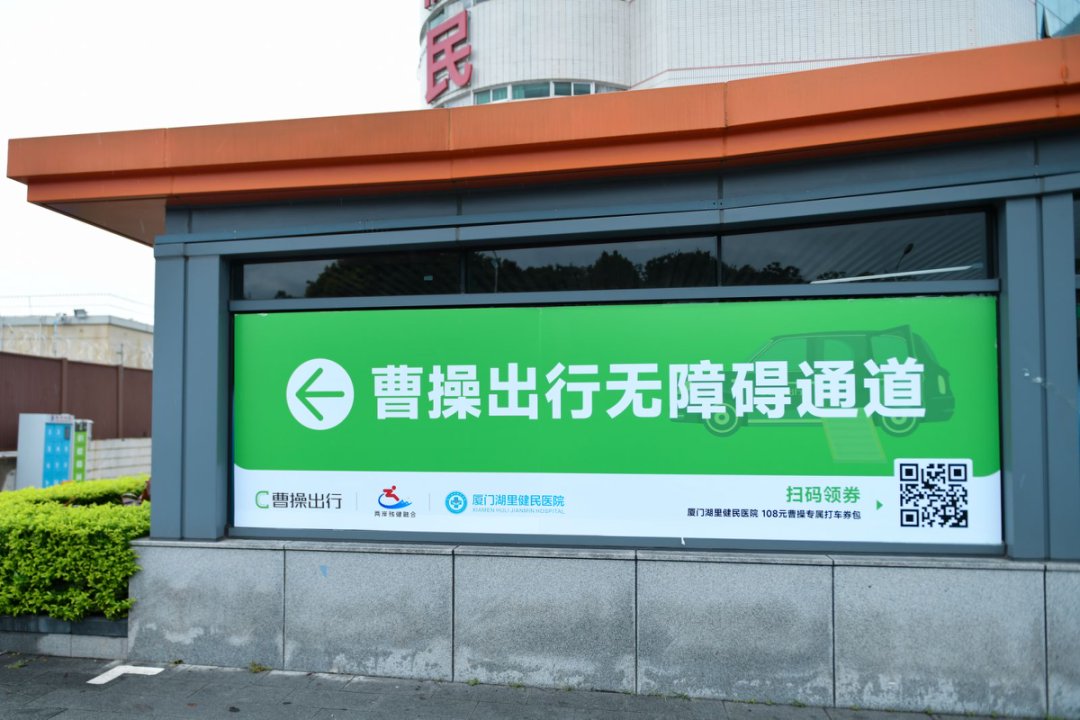 民
曹操出行无障碍通道
曹操出行
两岸残健融合
厦门湖里健民医院
XIAMEN HULI JIANMIN HOSPITAL
扫码领券
厦门湖里健民医院 108元曹操专属打车券包